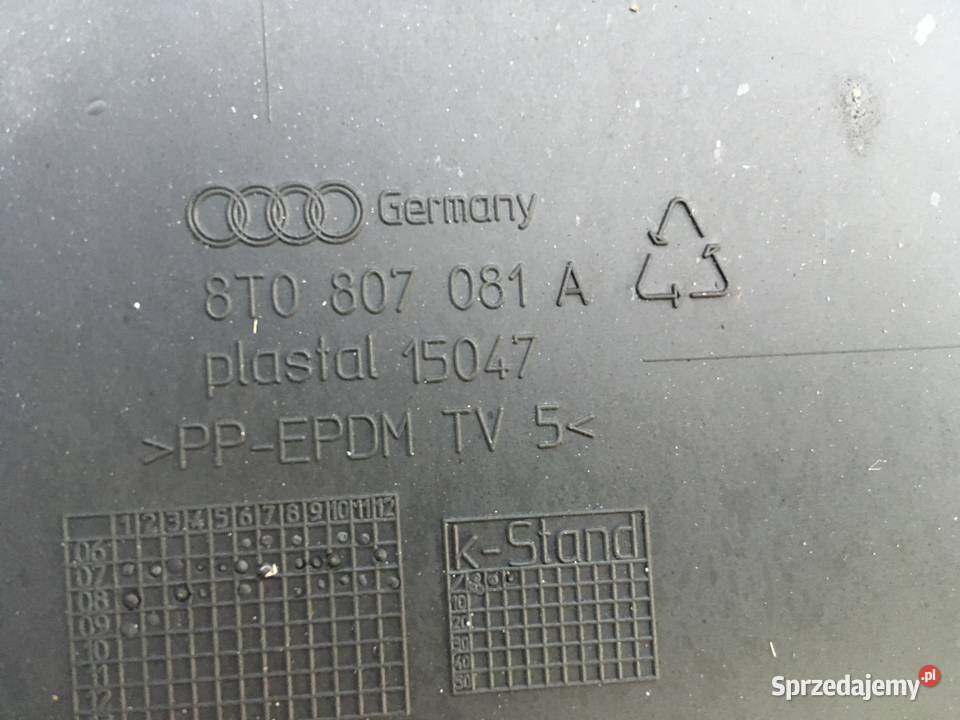 Germany
8T0 807 081 A
plastal 15047
>PP-EPDM TV 5<
1 2 3 4 5 6 7 8 9 10 11 12
06
07
08
09
10
11
12
k-Stand
10
20
30
40
50
Sprzedajemy.pl